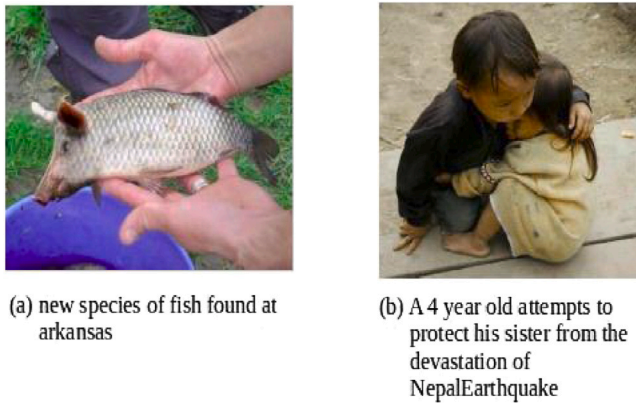 (a) new species of fish found at
arkansas
(b) A 4 year old attempts to
protect his sister from the
devastation of
NepalEarthquake